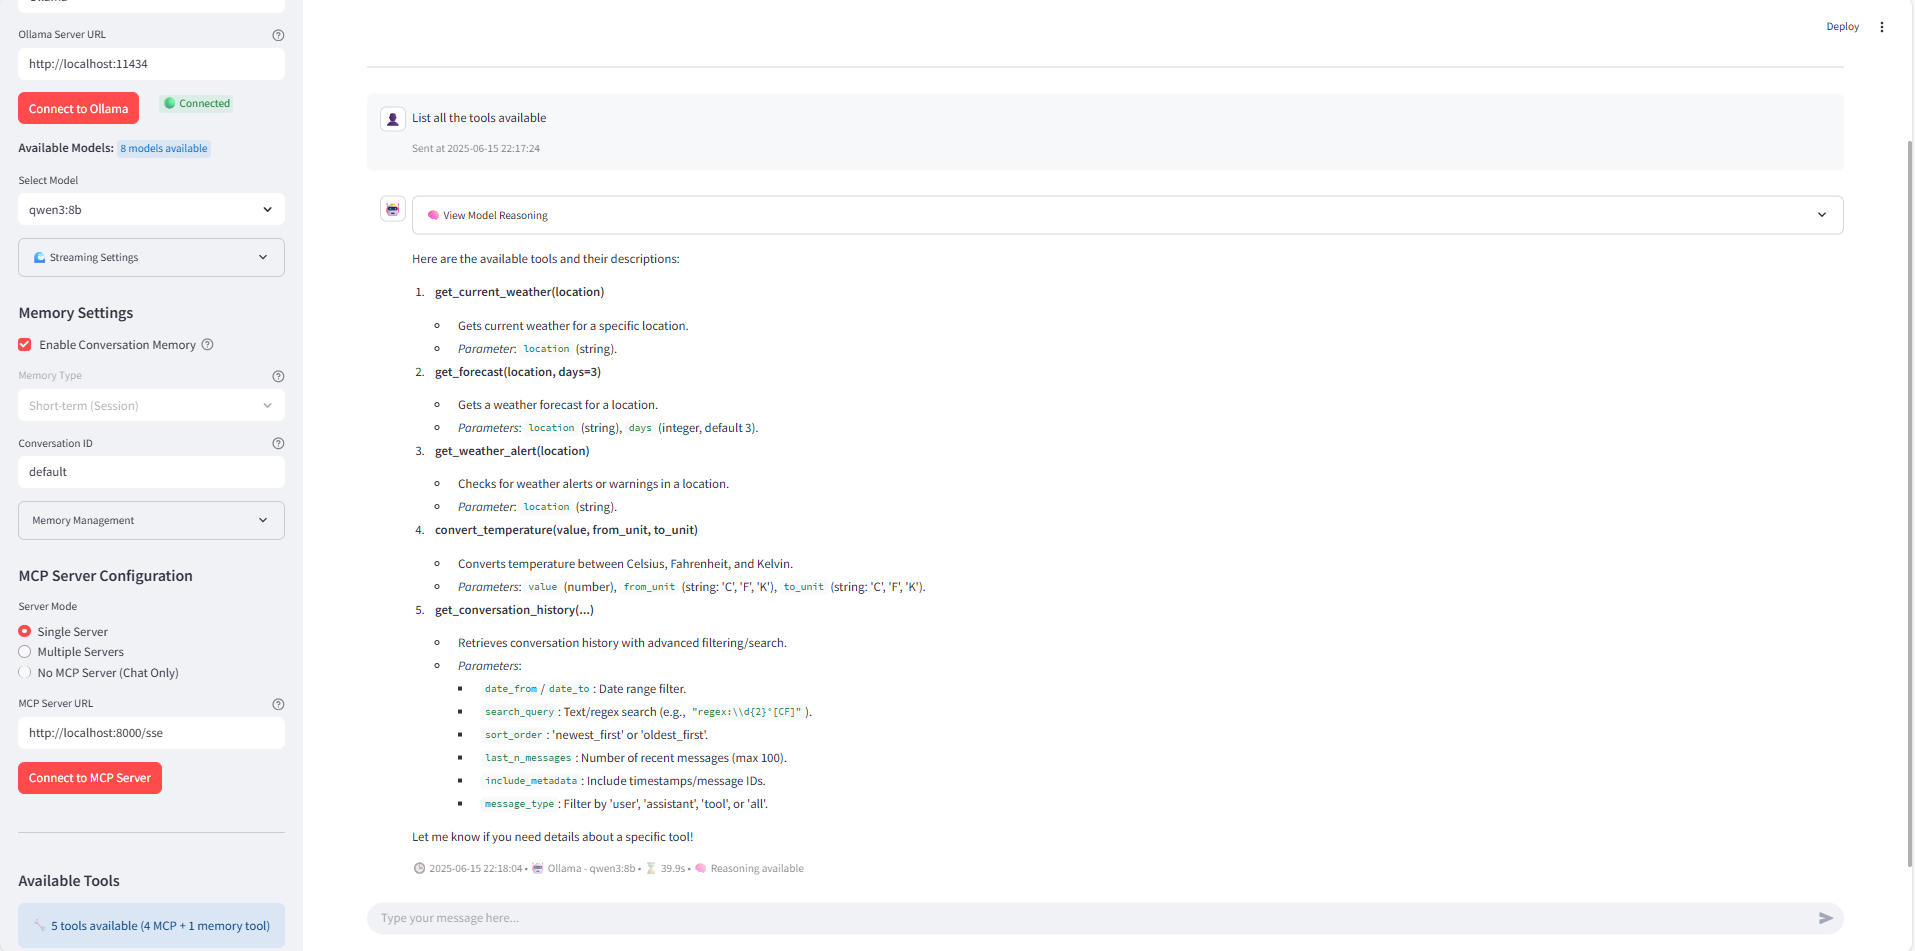 Ollama Server URL
http://localhost:11434
Connect to Ollama
Connected
Available Models: 8 models available
Select Model
qwen3:8b
Streaming Settings
Memory Settings
Enable Conversation Memory
Memory Type
Short-term (Session)
Conversation ID
default
Memory Management
MCP Server Configuration
Server Mode
Single Server
Multiple Servers
No MCP Server (Chat Only)
MCP Server URL
http://localhost:8000/sse
Connect to MCP Server
Available Tools
5 tools available (4 MCP + 1 memory tool)
Deploy
List all the tools available
Sent at 2025-06-15 22:17:24
View Model Reasoning
Here are the available tools and their descriptions:
1. get_current_weather(location)
Gets current weather for a specific location.
Parameter: location (string).
2. get_forecast(location, days=3)
Gets a weather forecast for a location.
Parameters: location (string), days (integer, default 3).
3. get_weather_alert(location)
Checks for weather alerts or warnings in a location.
Parameter: location (string).
4. convert_temperature(value, from_unit, to_unit)
Converts temperature between Celsius, Fahrenheit, and Kelvin.
Parameters: value (number), from_unit (string: 'C', 'F', 'K'), to_unit (string: 'C', 'F', 'K').
5. get_conversation_history(...)
Retrieves conversation history with advanced filtering/search.
Parameters:
date_from / date_to : Date range filter.
search_query : Text/regex search (e.g., "regex:\\d{2}°[CF]" ).
sort_order : 'newest_first' or 'oldest_first'.
last_n_messages : Number of recent messages (max 100).
include_metadata : Include timestamps/message IDs.
message_type : Filter by 'user', 'assistant', 'tool', or 'all'.
Let me know if you need details about a specific tool!
2025-06-15 22:18:04 • Ollama - qwen3:8b • 39.9s • Reasoning available
Type your message here...